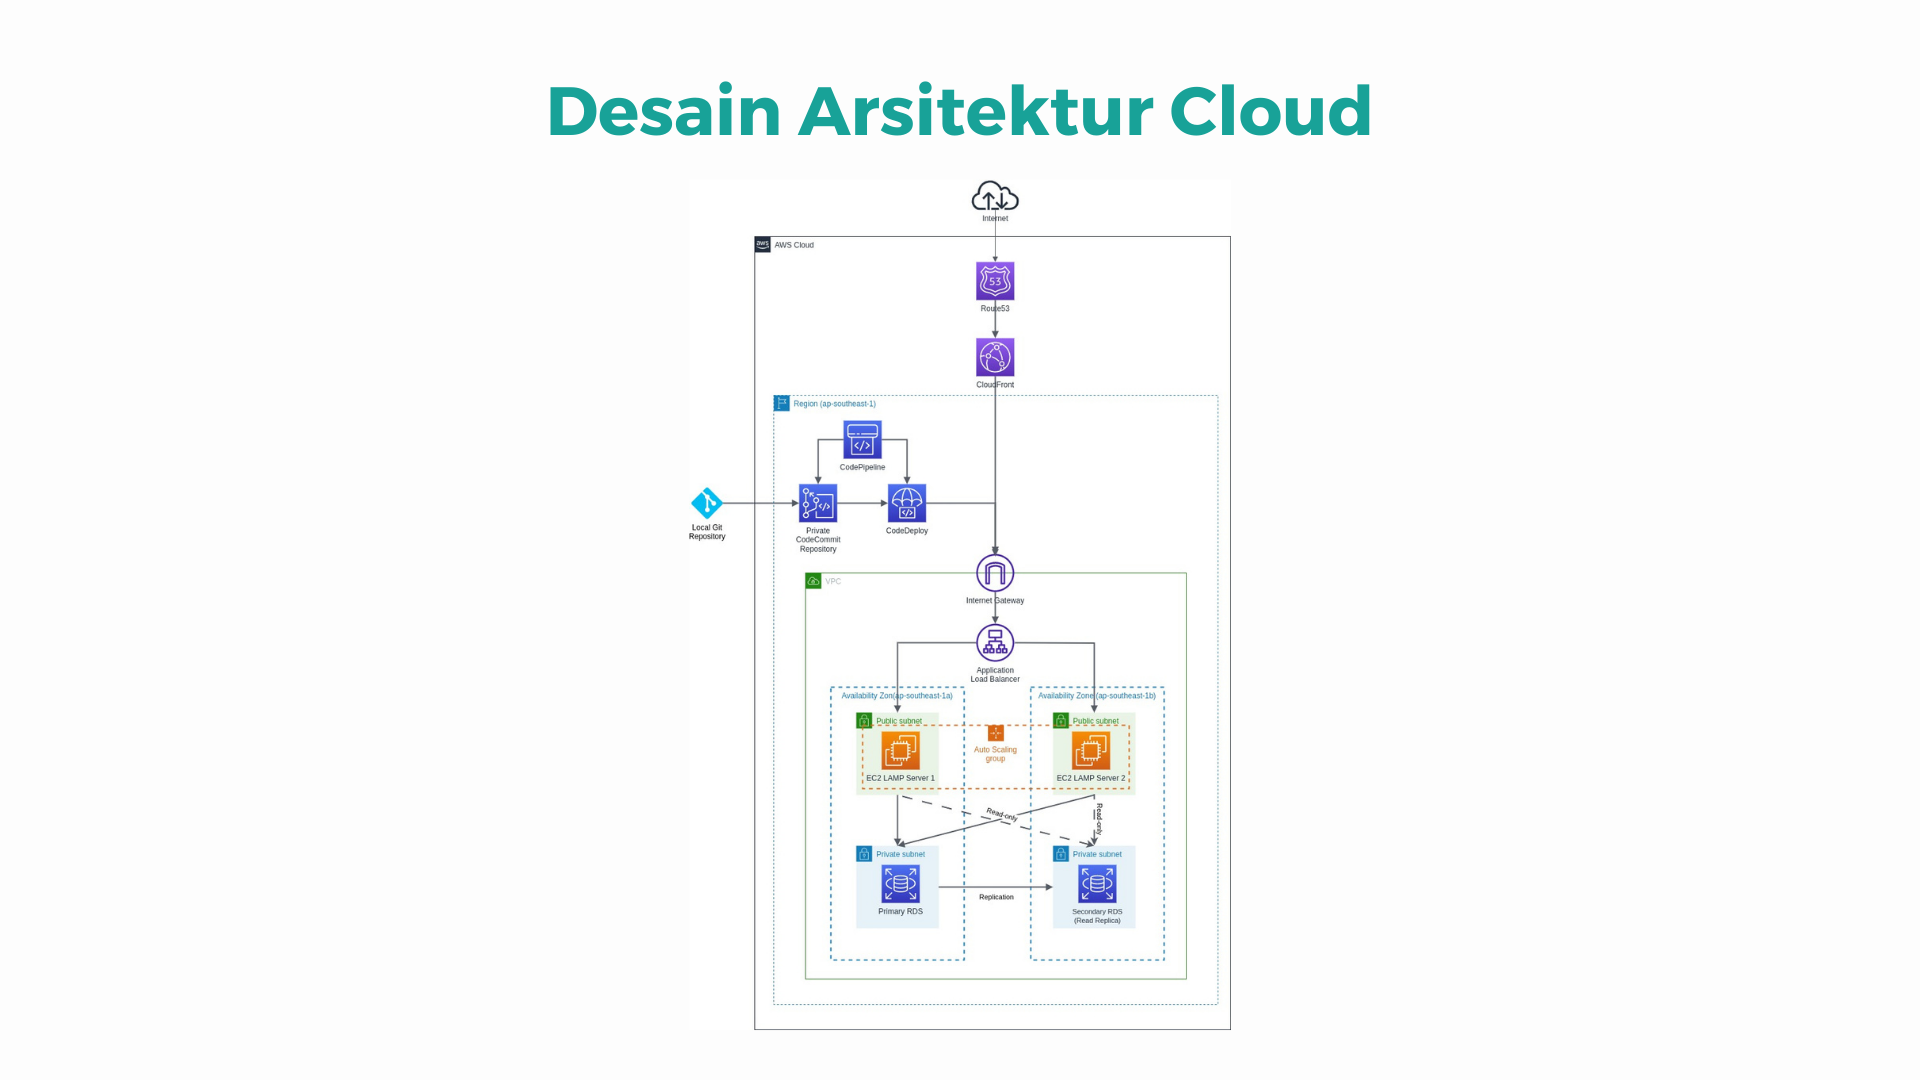 Desain Arsitektur Cloud
Internet
aws
AWS Cloud
53
Route53
CloudFront
Region (ap-southeast-1)
CodePipeline
Local Git
Repository
Private
CodeCommit
Repository
CodeDeploy
VPC
Internet Gateway
Application
Load Balancer
Availability Zon(ap-southeast-1a)
Availability Zone (ap-southeast-1b)
Public subnet
Public subnet
Auto Scaling
group
EC2 LAMP Server 1
EC2 LAMP Server 2
Read-only
Read-only
Private subnet
Private subnet
Replication
Primary RDS
Secondary RDS
(Read Replica)